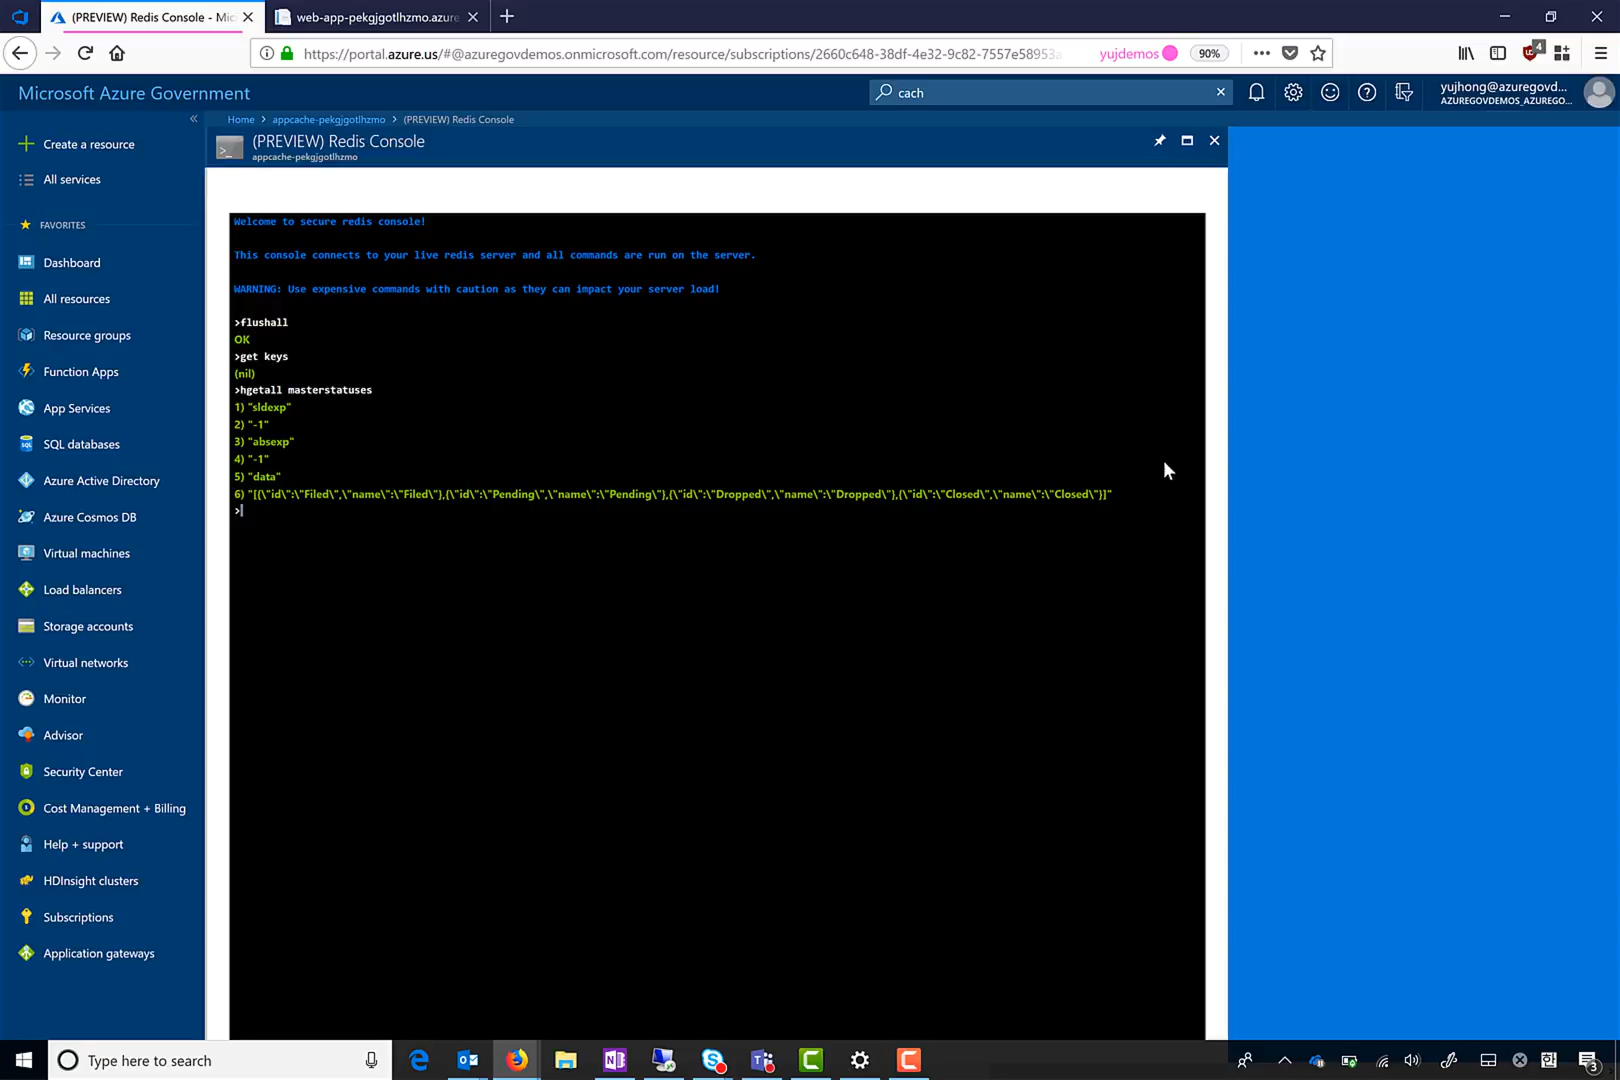 (PREVIEW) Redis Console - Mic
web-app-pekgjgotlhzmo.azure
https://portal.azure.us/#@azuregovdemos.onmicrosoft.com/resource/subscriptions/2660c648-38df-4e32-9c82-7557e58953a
yujdemos
90%
4
Microsoft Azure Government
cach
yujhong@azuregovd...
AZUREGOVDEMOS_AZUREGO...
Home > appcache-pekgjgotlhzmo > (PREVIEW) Redis Console
(PREVIEW) Redis Console
appcache-pekgjgotlhzmo
Create a resource
All services
FAVORITES
Dashboard
All resources
Resource groups
Function Apps
App Services
SQL databases
Azure Active Directory
Azure Cosmos DB
Virtual machines
Load balancers
Storage accounts
Virtual networks
Monitor
Advisor
Security Center
Cost Management + Billing
Help + support
HDInsight clusters
Subscriptions
Application gateways
Welcome to secure redis console!
This console connects to your live redis server and all commands are run on the server.
WARNING: Use expensive commands with caution as they can impact your server load!
>flushall
OK
>get keys
(nil)
>hgetall masterstatuses
1) "sldexp"
2) "-1"
3) "absexp"
4) "-1"
5) "data"
6) "[{\"id\":\"Filed\",\"name\":\"Filed\"},{\"id\":\"Pending\",\"name\":\"Pending\"},{\"id\":\"Dropped\",\"name\":\"Dropped\"},{\"id\":\"Closed\",\"name\":\"Closed\"}]"
>
Type here to search
3